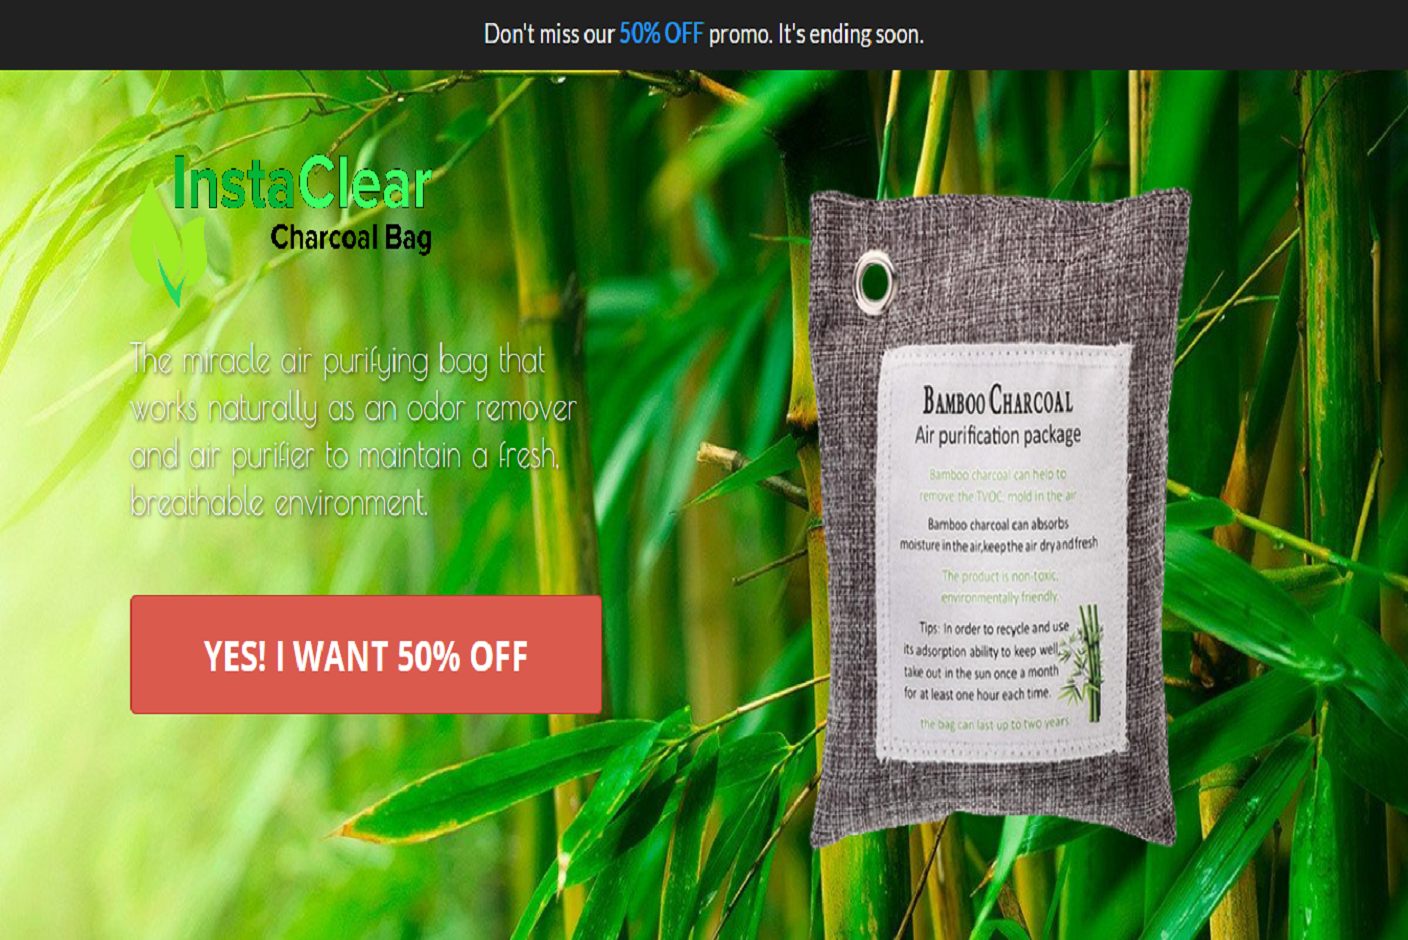 Don't miss our 50% OFF promo. It's ending soon.
InstaClear
Charcoal Bag
The miracle air purifying bag that
works naturally as an odor remover
and air purifier to maintain a fresh,
breathable environment.
YES! I WANT 50% OFF
BAMBOO CHARCOAL
Air purification package
Bamboo charcoal can help to
remove the TVOC, mold in the air
Bamboo charcoal can absorbs
moisture in the air,keep the air dry and fresh
The product is non-toxic,
environmentally friendly.
Tips: In order to recycle and use
its adsorption ability to keep well,
take out in the sun once a month
for at least one hour each time.
the bag can last up to two years